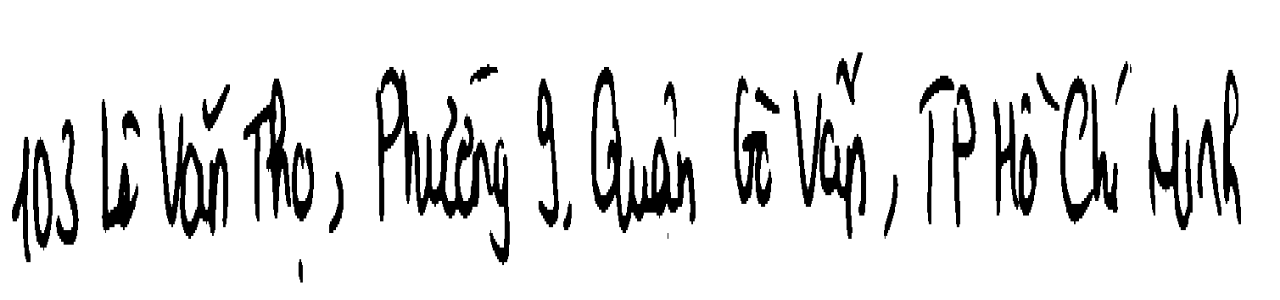 103 Lê Văn Thọ, Phường 9, Quận Gò Vấp, TP Hồ Chí Minh